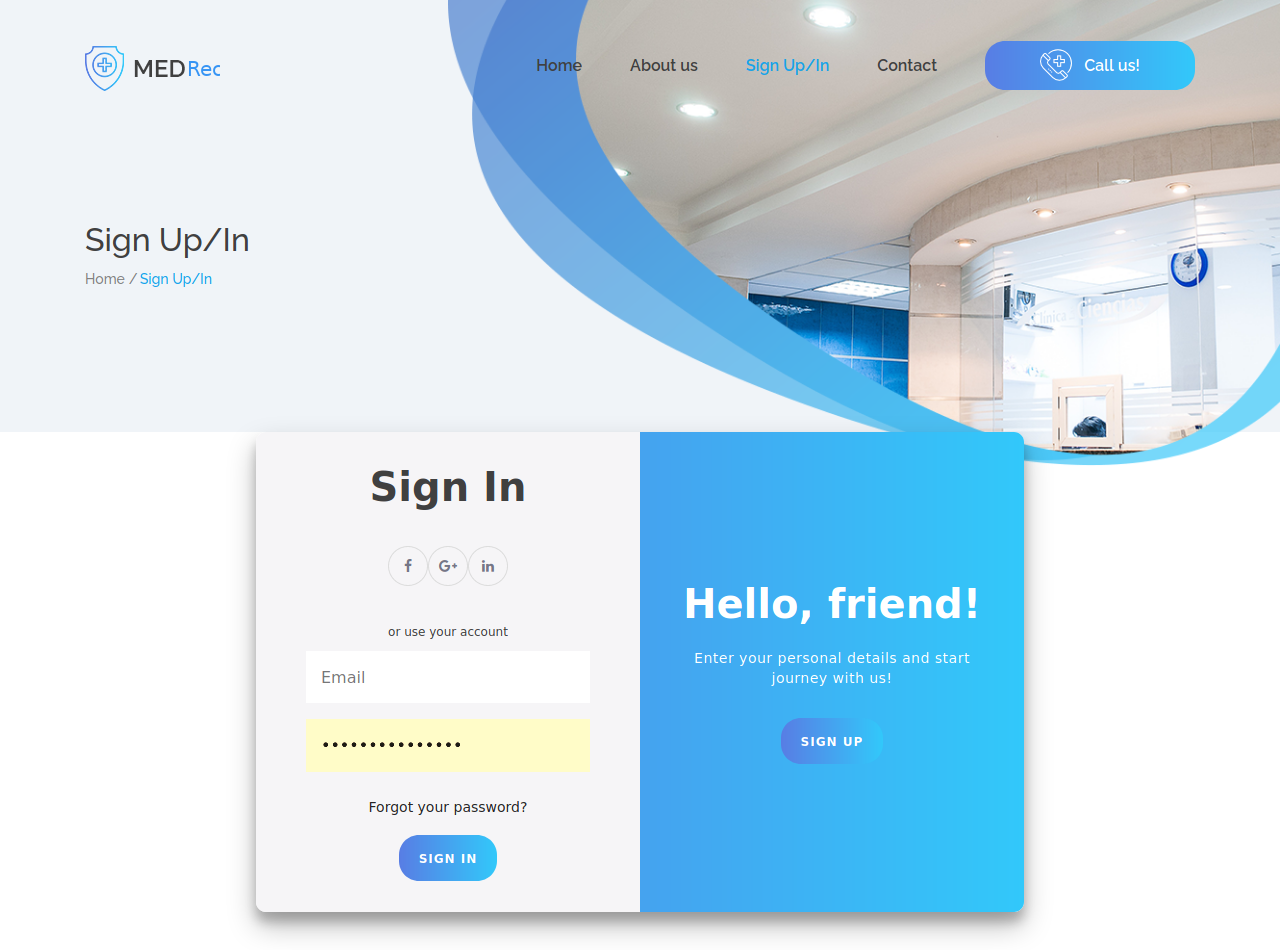 MEDRec
Home
About us
Sign Up/In
Contact
Call us!
Sign Up/In
Home / Sign Up/In
Sign In
or use your account
Email
Forgot your password?
SIGN IN
Hello, friend!
Enter your personal details and start
journey with us!
SIGN UP